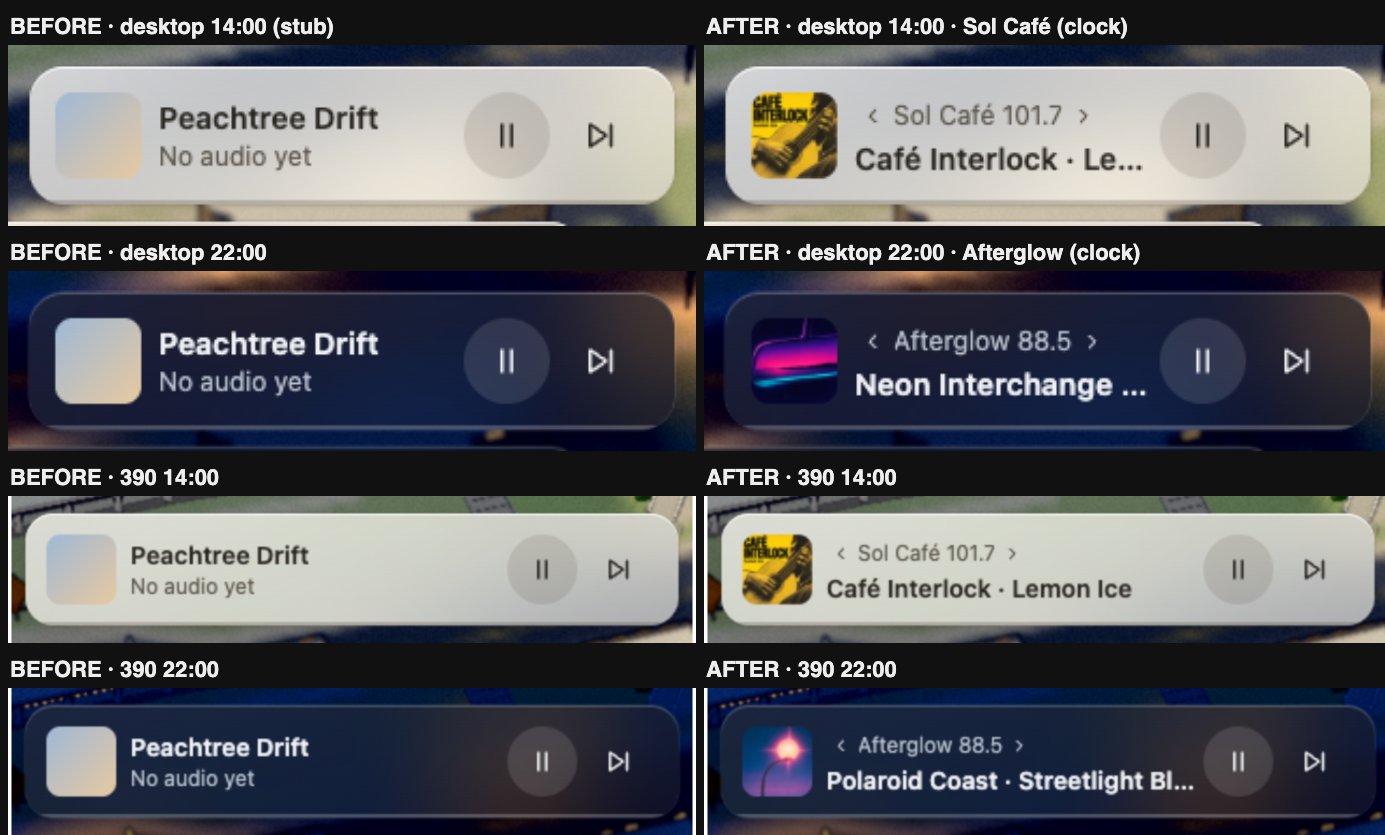 BEFORE · desktop 14:00 (stub)
Peachtree Drift
No audio yet
AFTER · desktop 14:00 · Sol Café (clock)
CAFÉ
INTERLOCK
‹ Sol Café 101.7 ›
Café Interlock · Le...
BEFORE · desktop 22:00
Peachtree Drift
No audio yet
AFTER · desktop 22:00 · Afterglow (clock)
‹ Afterglow 88.5 ›
Neon Interchange ...
BEFORE · 390 14:00
Peachtree Drift
No audio yet
AFTER · 390 14:00
CAFÉ
INTERLOCK
‹ Sol Café 101.7 ›
Café Interlock · Lemon Ice
BEFORE · 390 22:00
Peachtree Drift
No audio yet
AFTER · 390 22:00
‹ Afterglow 88.5 ›
Polaroid Coast · Streetlight Bl...